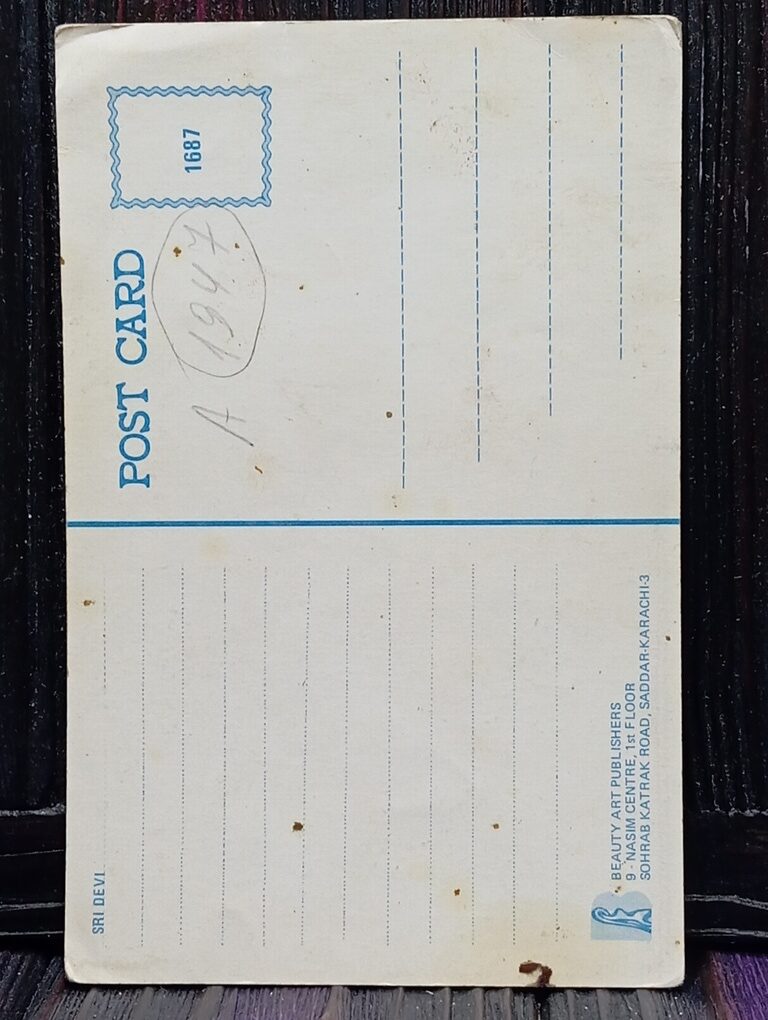 SRI DEVI
POST CARD
1687
A 1947
BEAUTY ART PUBLISHERS
9 - NASIM CENTRE, 1st FLOOR
SOHRAB KATRAK ROAD, SADDAR-KARACHI-3